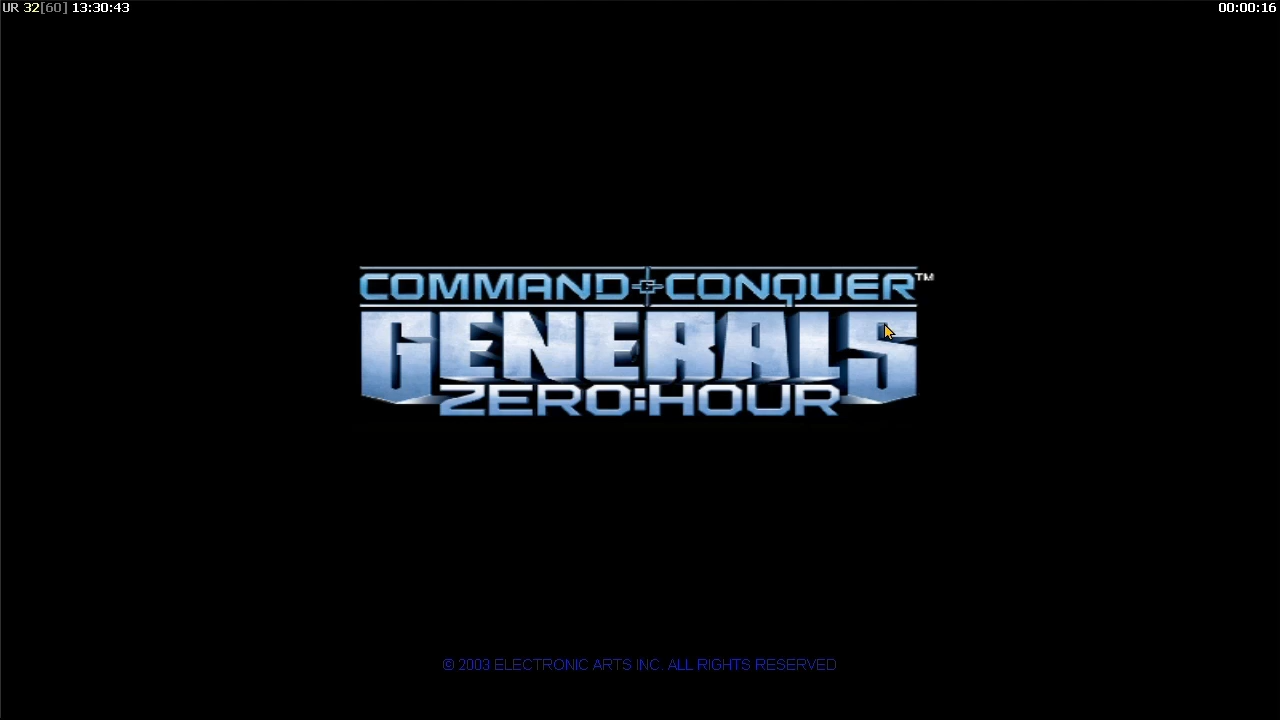 UR 32[60] 13:30:43
00:00:16
COMMAND CONQUER™
GENERALS
ZERO:HOUR
© 2003 ELECTRONIC ARTS INC. ALL RIGHTS RESERVED